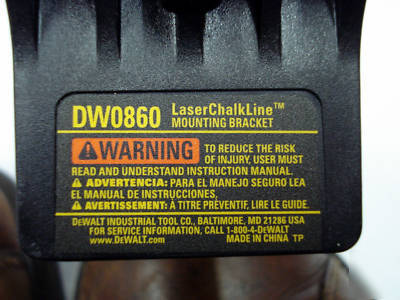 DW0860 LaserChalkLine™
MOUNTING BRACKET
⚠WARNING TO REDUCE THE RISK
OF INJURY, USER MUST
READ AND UNDERSTAND INSTRUCTION MANUAL.
⚠ ADVERTENCIA: PARA EL MANEJO SEGURO LEA
EL MANUAL DE INSTRUCCIONES.
⚠ AVERTISSEMENT: À TITRE PRÉVENTIF, LIRE LE GUIDE.
DEWALT INDUSTRIAL TOOL CO., BALTIMORE, MD 21286 USA
FOR SERVICE INFORMATION, CALL 1-800-4-DEWALT
www.DEWALT.com MADE IN CHINA TP